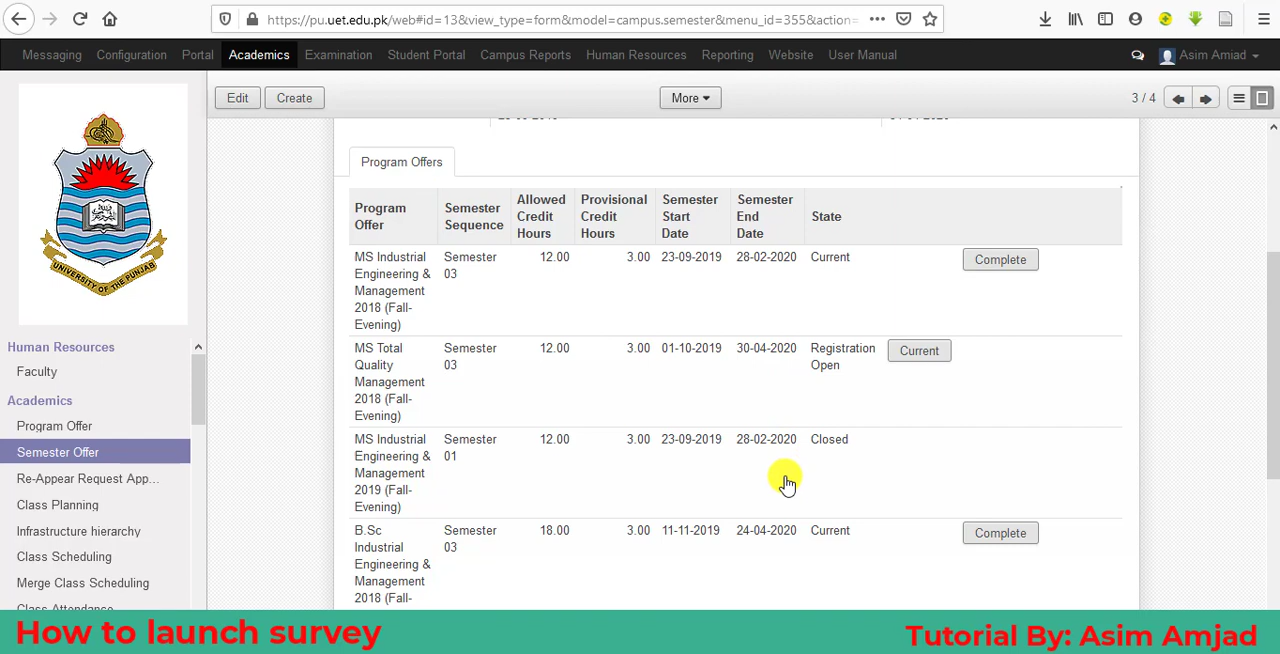 https://pu.uet.edu.pk/web#id=13&view_type=form&model=campus.semester&menu_id=355&action=
Messaging Configuration Portal Academics Examination Student Portal Campus Reports Human Resources Reporting Website User Manual Asim Amjad
Edit Create More 3 / 4
UNIVERSITY OF THE PUNJAB
Human Resources
Faculty
Academics
Program Offer
Semester Offer
Re-Appear Request App...
Class Planning
Infrastructure hierarchy
Class Scheduling
Merge Class Scheduling
Class Attendance
Program Offers
Program Offer
Semester Sequence
Allowed Credit Hours
Provisional Credit Hours
Semester Start Date
Semester End Date
State
MS Industrial Semester 12.00 3.00 23-09-2019 28-02-2020 Current Complete
Engineering & 03
Management
2018 (Fall-
Evening)
MS Total Semester 12.00 3.00 01-10-2019 30-04-2020 Registration Current
Quality 03 Open
Management
2018 (Fall-
Evening)
MS Industrial Semester 12.00 3.00 23-09-2019 28-02-2020 Closed
Engineering & 01
Management
2019 (Fall-
Evening)
B.Sc Semester 18.00 3.00 11-11-2019 24-04-2020 Current Complete
Industrial 03
Engineering &
Management
2018 (Fall-
How to launch survey
Tutorial By: Asim Amjad